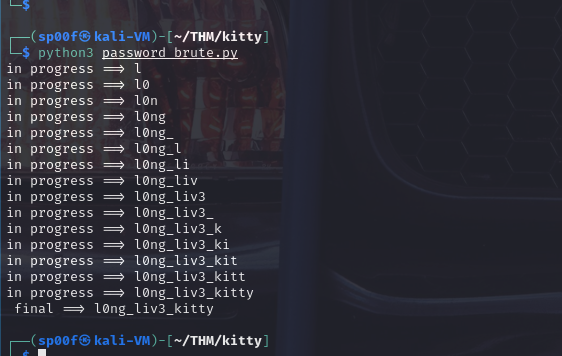 └─$
┌──(sp00f㉿kali-VM)-[~/THM/kitty]
└─$ python3 password_brute.py
in progress ⟹ l
in progress ⟹ l0
in progress ⟹ l0n
in progress ⟹ l0ng
in progress ⟹ l0ng_
in progress ⟹ l0ng_l
in progress ⟹ l0ng_li
in progress ⟹ l0ng_liv
in progress ⟹ l0ng_liv3
in progress ⟹ l0ng_liv3_
in progress ⟹ l0ng_liv3_k
in progress ⟹ l0ng_liv3_ki
in progress ⟹ l0ng_liv3_kit
in progress ⟹ l0ng_liv3_kitt
in progress ⟹ l0ng_liv3_kitty
final ⟹ l0ng_liv3_kitty
┌──(sp00f㉿kali-VM)-[~/THM/kitty]
└─$